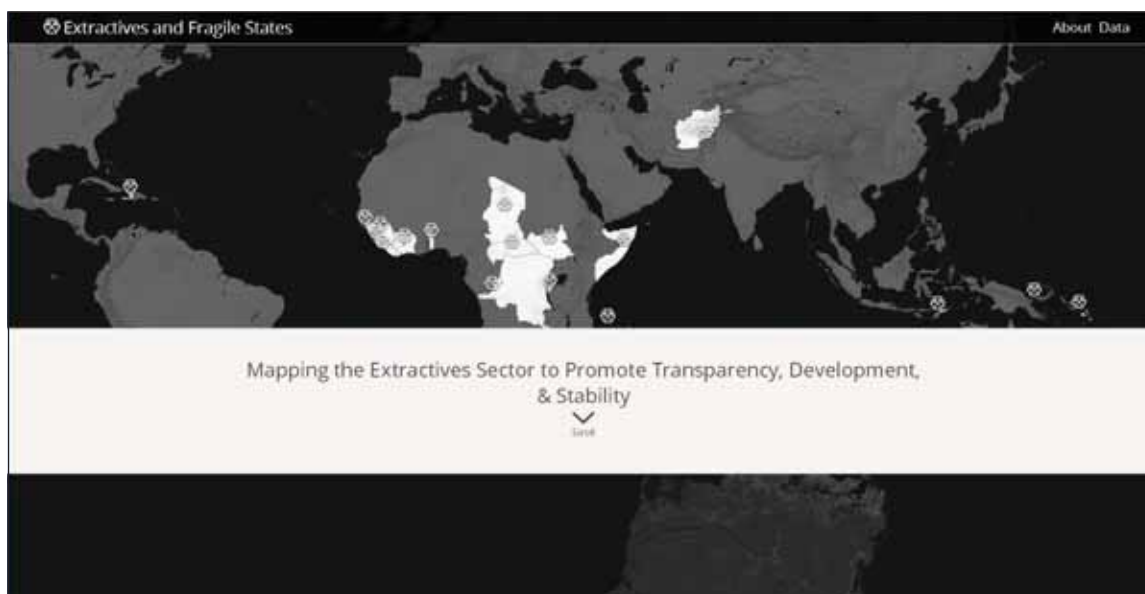 Extractives and Fragile States
About Data
Mapping the Extractives Sector to Promote Transparency, Development,
& Stability
Scroll